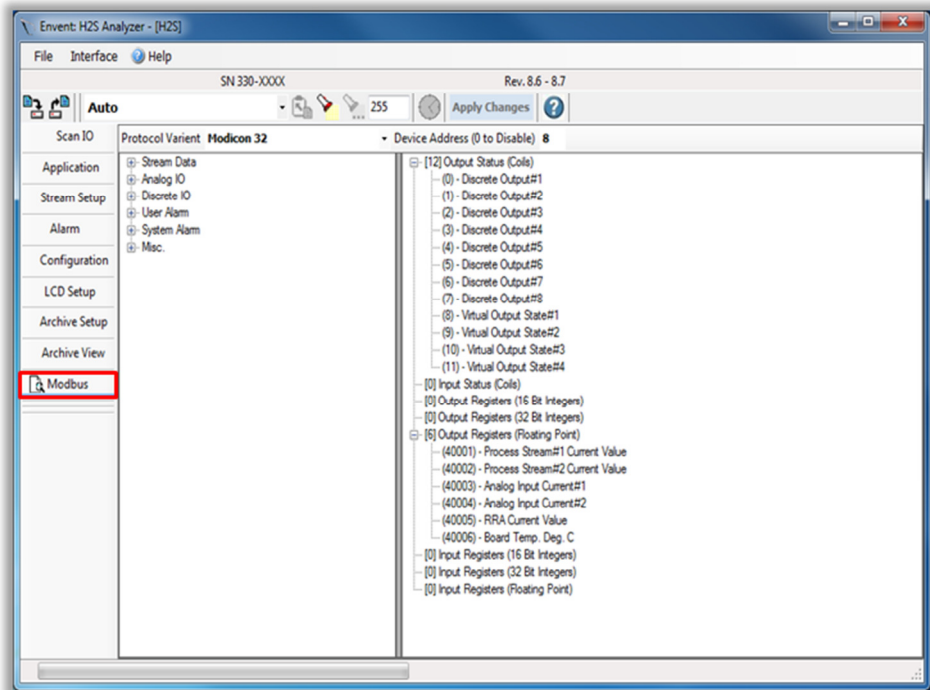 Envent: H2S Analyzer - [H2S]
File Interface Help
SN 330-XXXX Rev. 8.6 - 8.7
Auto 255 Apply Changes
Scan IO
Application
Stream Setup
Alarm
Configuration
LCD Setup
Archive Setup
Archive View
Modbus
Protocol Varient Modicon 32 Device Address (0 to Disable) 8
Stream Data
Analog IO
Discrete IO
User Alarm
System Alarm
Misc.
[12] Output Status (Coils)
(0) - Discrete Output#1
(1) - Discrete Output#2
(2) - Discrete Output#3
(3) - Discrete Output#4
(4) - Discrete Output#5
(5) - Discrete Output#6
(6) - Discrete Output#7
(7) - Discrete Output#8
(8) - Virtual Output State#1
(9) - Virtual Output State#2
(10) - Virtual Output State#3
(11) - Virtual Output State#4
[0] Input Status (Coils)
[0] Output Registers (16 Bit Integers)
[0] Output Registers (32 Bit Integers)
[6] Output Registers (Floating Point)
(40001) - Process Stream#1 Current Value
(40002) - Process Stream#2 Current Value
(40003) - Analog Input Current#1
(40004) - Analog Input Current#2
(40005) - RRA Current Value
(40006) - Board Temp. Deg. C
[0] Input Registers (16 Bit Integers)
[0] Input Registers (32 Bit Integers)
[0] Input Registers (Floating Point)